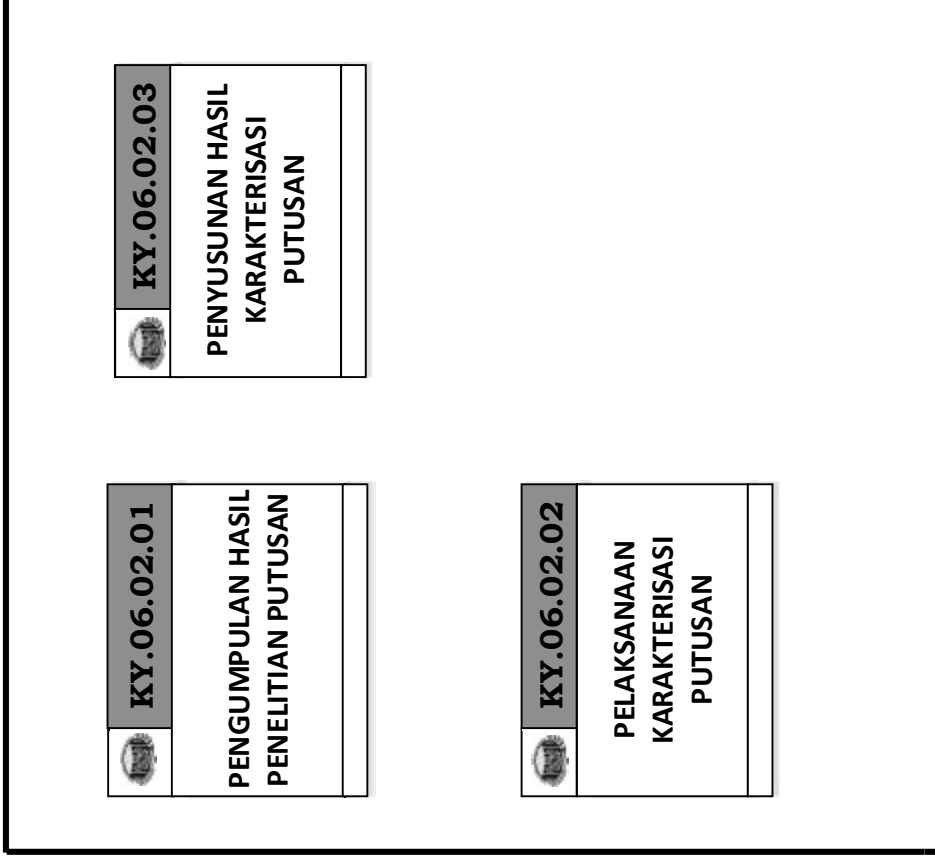 KY.06.02.01
PENGUMPULAN HASIL
PENELITIAN PUTUSAN
KY.06.02.03
PENYUSUNAN HASIL
KARAKTERISASI
PUTUSAN
KY.06.02.02
PELAKSANAAN
KARAKTERISASI
PUTUSAN